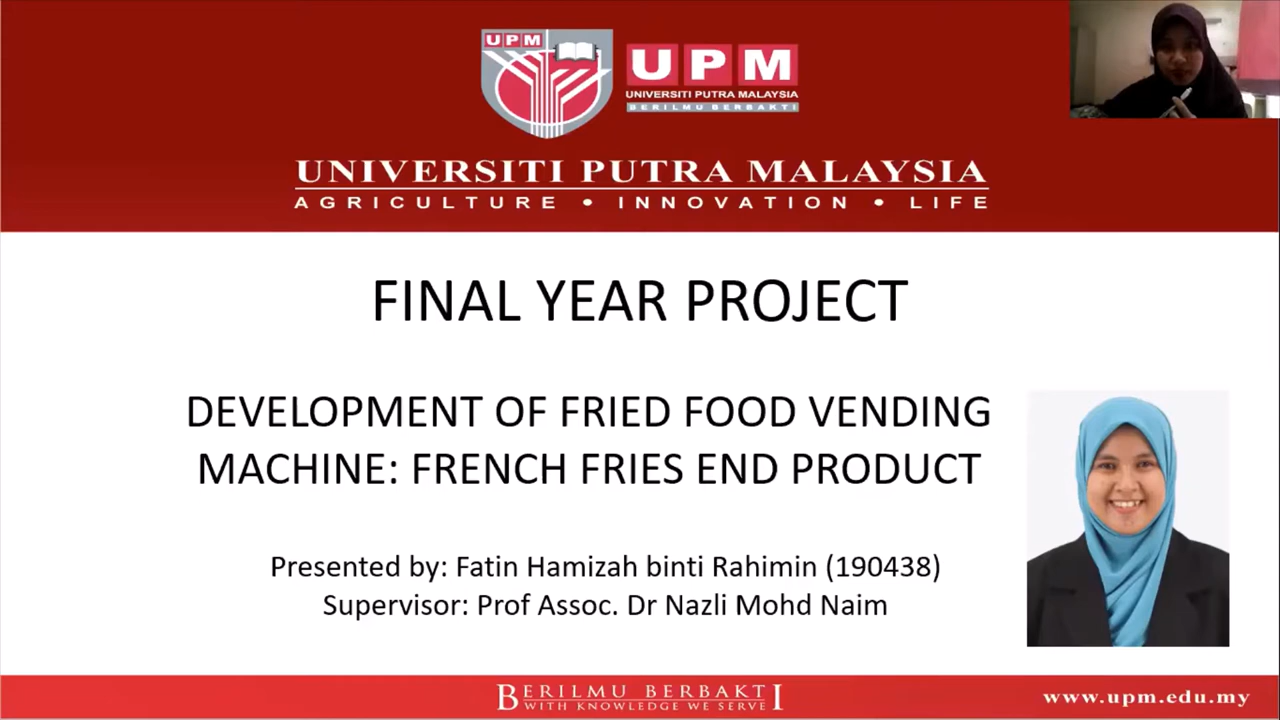 UPM
UPM
UNIVERSITI PUTRA MALAYSIA
BERILMU BERBAKTI
UNIVERSITI PUTRA MALAYSIA
AGRICULTURE • INNOVATION • LIFE
FINAL YEAR PROJECT
DEVELOPMENT OF FRIED FOOD VENDING
MACHINE: FRENCH FRIES END PRODUCT
Presented by: Fatin Hamizah binti Rahimin (190438)
Supervisor: Prof Assoc. Dr Nazli Mohd Naim
BERILMU BERBAKTI
WITH KNOWLEDGE WE SERVE
www.upm.edu.my